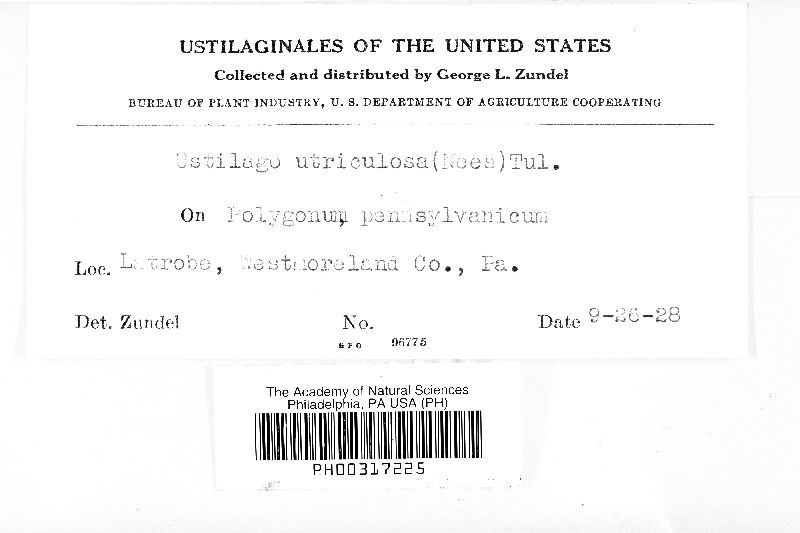 USTILAGINALES OF THE UNITED STATES
Collected and distributed by George L. Zundel
BUREAU OF PLANT INDUSTRY, U. S. DEPARTMENT OF AGRICULTURE COOPERATING
Ustilago utriculosa(Nees)Tul.
On Polygonum, pennsylvanicum
Loc. Latrobe, Westmoreland Co., Pa.
Det. Zundel No. Date 9-26-28
GPO 96775
The Academy of Natural Sciences
Philadelphia, PA USA (PH)
PH00317225